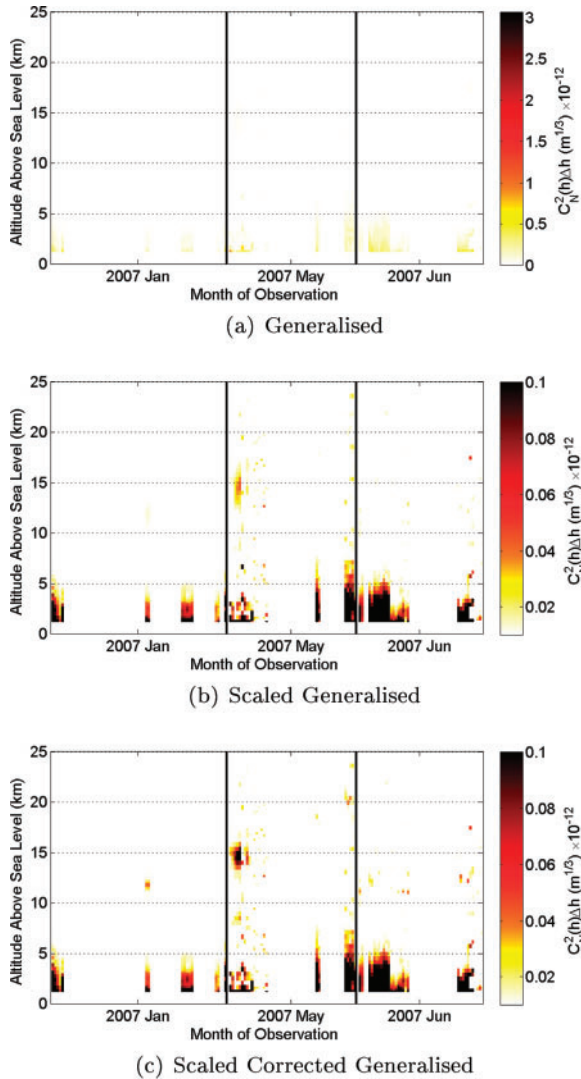 25
20
15
10
5
0
Altitude Above Sea Level (km)
2007 Jan 2007 May 2007 Jun
Month of Observation
3
2.5
2
1.5
1
0.5
0
C²N(h)Δh (m^1/3) ×10^-12
(a) Generalised
25
20
15
10
5
0
Altitude Above Sea Level (km)
2007 Jan 2007 May 2007 Jun
Month of Observation
0.1
0.08
0.06
0.04
0.02
(h)Δh (m^1/3) ×10^-12
(b) Scaled Generalised
25
20
15
10
5
0
Altitude Above Sea Level (km)
2007 Jan 2007 May 2007 Jun
Month of Observation
0.1
0.08
0.06
0.04
0.02
(h)Δh (m^1/3) ×10^-12
(c) Scaled Corrected Generalised